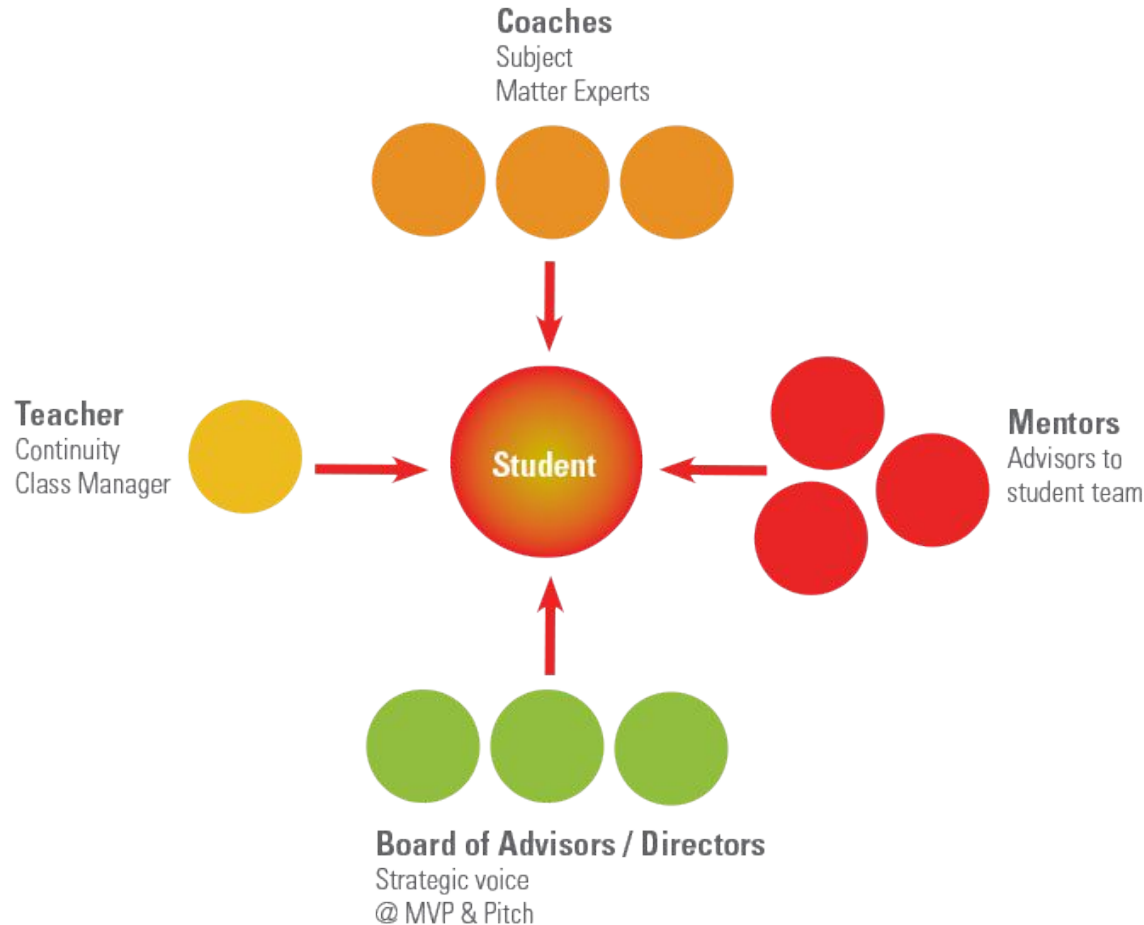 Coaches
Subject
Matter Experts
Teacher
Continuity
Class Manager
Student
Mentors
Advisors to
student team
Board of Advisors / Directors
Strategic voice
@ MVP & Pitch